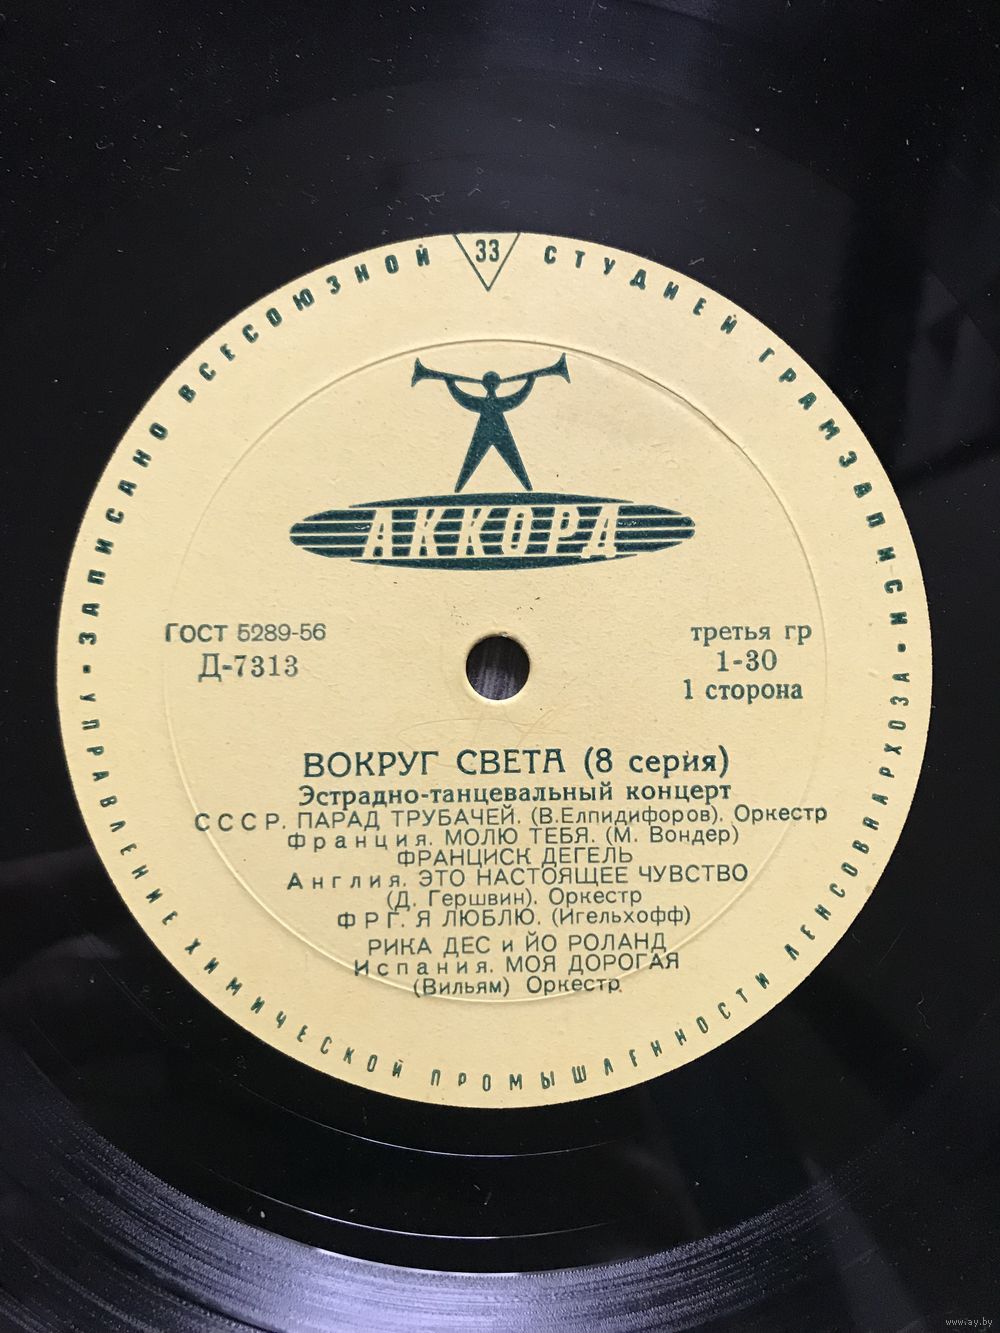 33
ЗАПИСАНО ВСЕСОЮЗНОЙ СТУДИЕЙ ГРАМЗАПИСИ •
УПРАВЛЕНИЕ ХИМИЧЕСКОЙ ПРОМЫШЛЕННОСТИ ЛЕНСОВНАРХОЗА •
АККОРД
ГОСТ 5289-56
Д-7313
третья гр
1-30
1 сторона
ВОКРУГ СВЕТА (8 серия)
Эстрадно-танцевальный концерт
СССР. ПАРАД ТРУБАЧЕЙ. (В.Елпидифоров). Оркестр
Франция. МОЛЮ ТЕБЯ. (М. Вондер)
ФРАНЦИСК ДЕГЕЛЬ
Англия. ЭТО НАСТОЯЩЕЕ ЧУВСТВО
(Д. Гершвин). Оркестр
ФРГ. Я ЛЮБЛЮ. (Игельхофф)
РИКА ДЕС и ЙО РОЛАНД
Испания. МОЯ ДОРОГАЯ
(Вильям) Оркестр.
www.ay.by